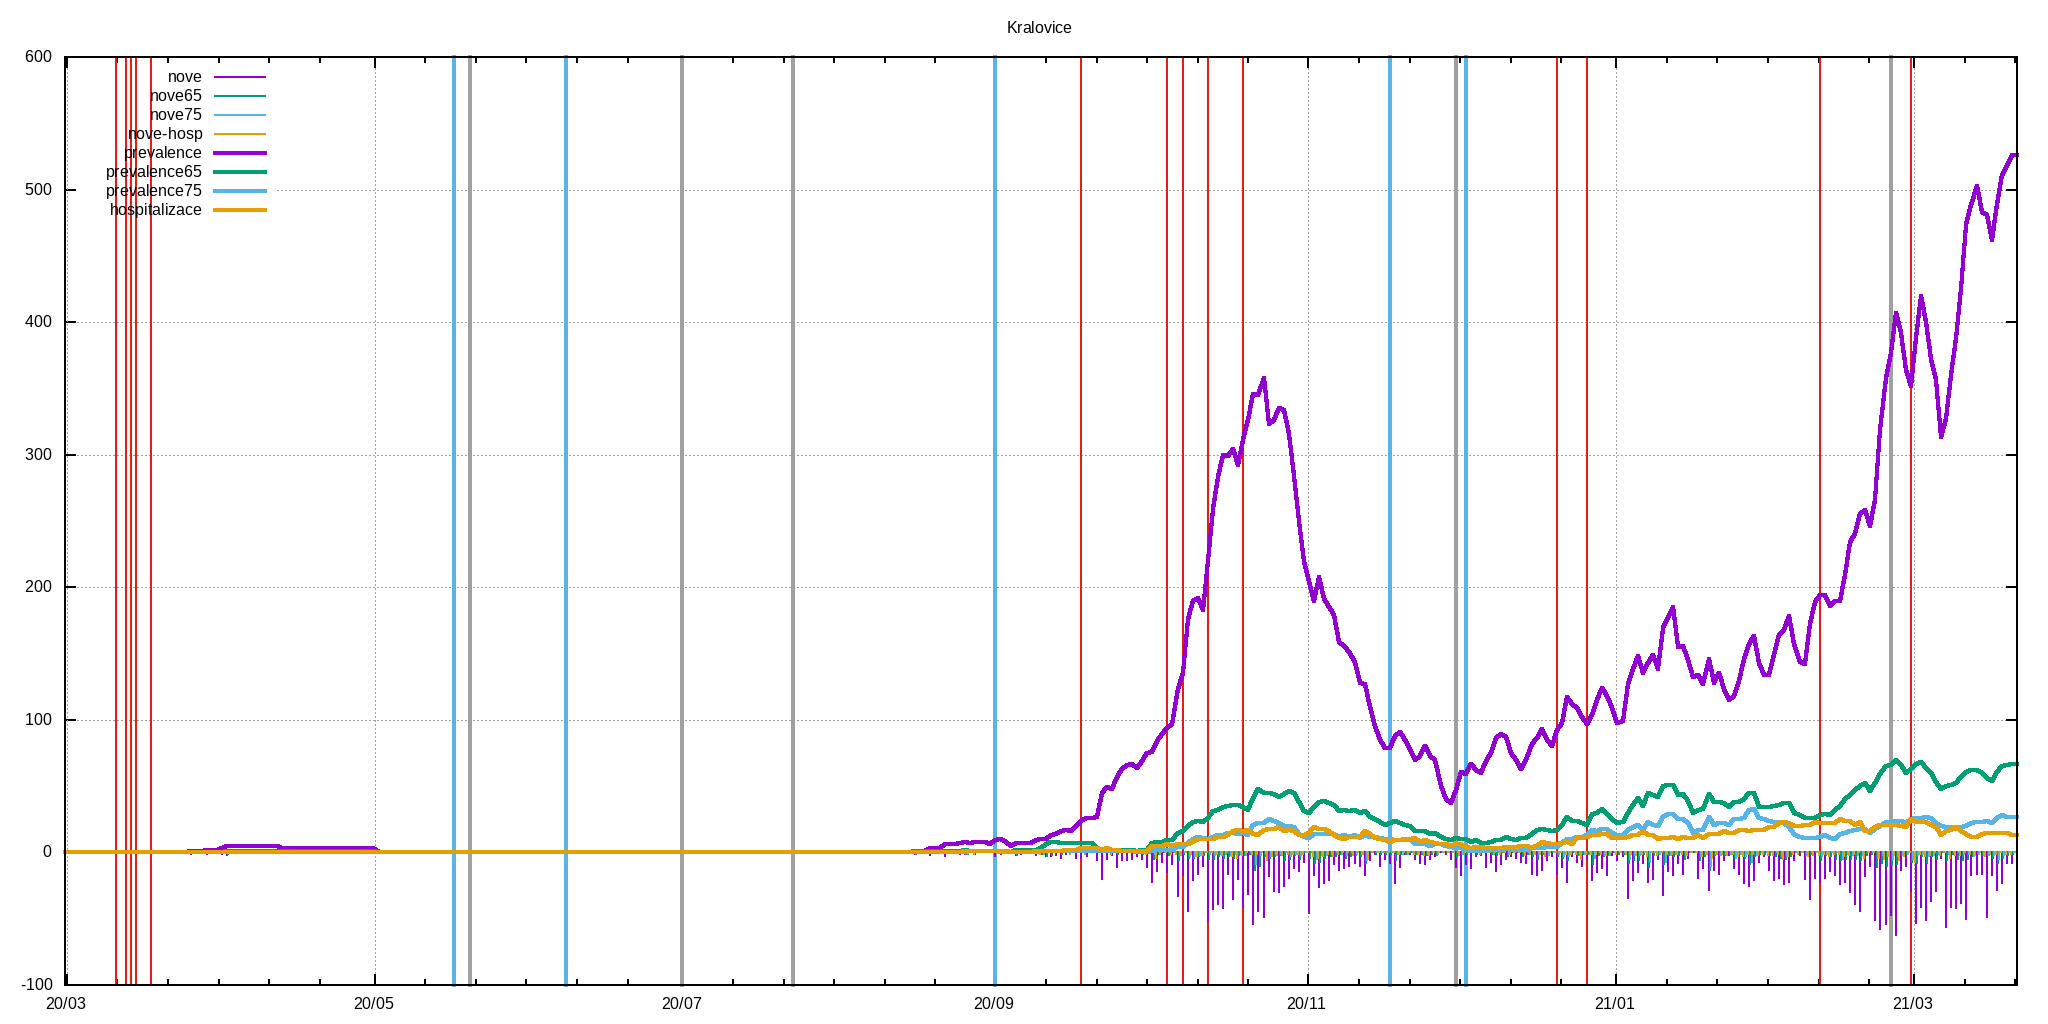 Kralovice
600
nove
nove65
nove75
nove-hosp
prevalence
prevalence65
prevalence75
hospitalizace
500
400
300
200
100
0
-100
20/03 20/05 20/07 20/09 20/11 21/01 21/03